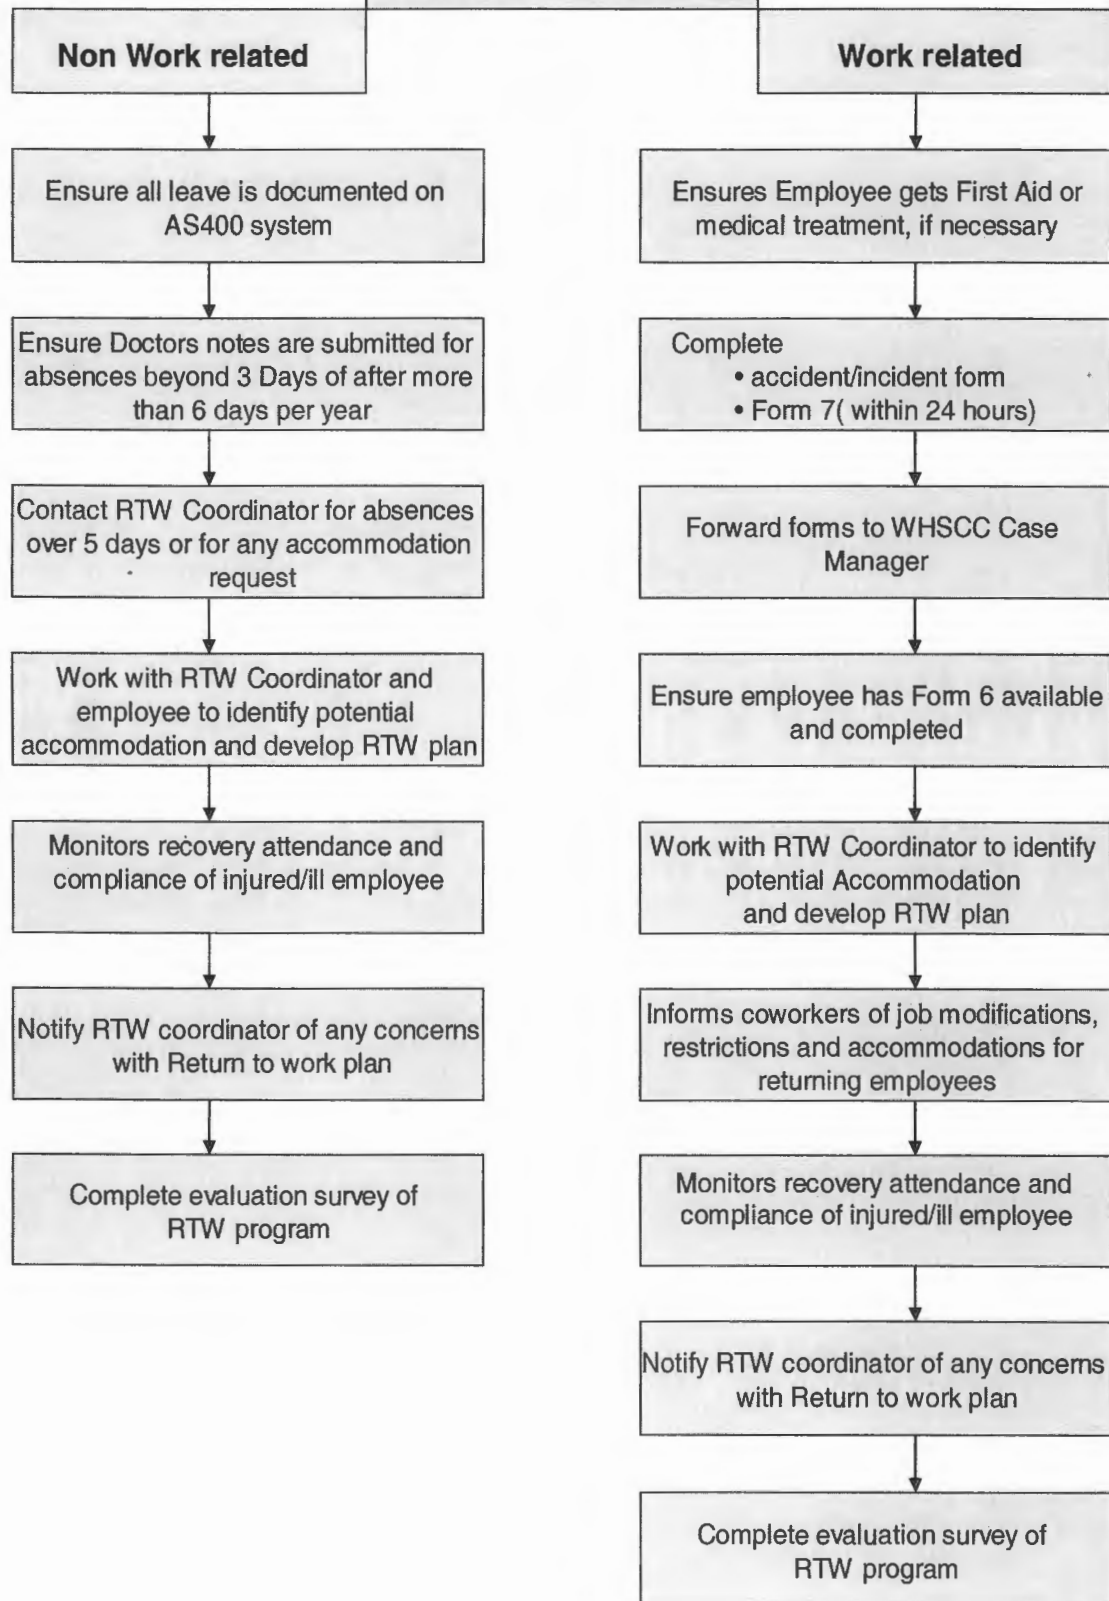 Non Work related
Ensure all leave is documented on
AS400 system
Ensure Doctors notes are submitted for
absences beyond 3 Days of after more
than 6 days per year
Contact RTW Coordinator for absences
over 5 days or for any accommodation
request
Work with RTW Coordinator and
employee to identify potential
accommodation and develop RTW plan
Monitors recovery attendance and
compliance of injured/ill employee
Notify RTW coordinator of any concerns
with Return to work plan
Complete evaluation survey of
RTW program
Work related
Ensures Employee gets First Aid or
medical treatment, if necessary
Complete
• accident/incident form
• Form 7( within 24 hours)
Forward forms to WHSCC Case
Manager
Ensure employee has Form 6 available
and completed
Work with RTW Coordinator to identify
potential Accommodation
and develop RTW plan
Informs coworkers of job modifications,
restrictions and accommodations for
returning employees
Monitors recovery attendance and
compliance of injured/ill employee
Notify RTW coordinator of any concerns
with Return to work plan
Complete evaluation survey of
RTW program